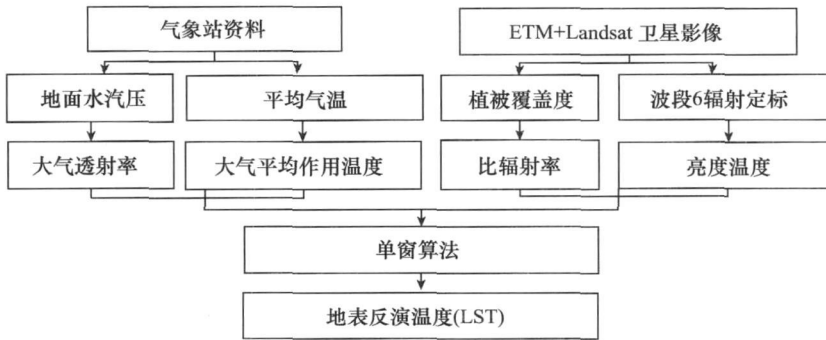 气象站资料
ETM+Landsat 卫星影像
地面水汽压
平均气温
植被覆盖度
波段6辐射定标
大气透射率
大气平均作用温度
比辐射率
亮度温度
单窗算法
地表反演温度(LST)